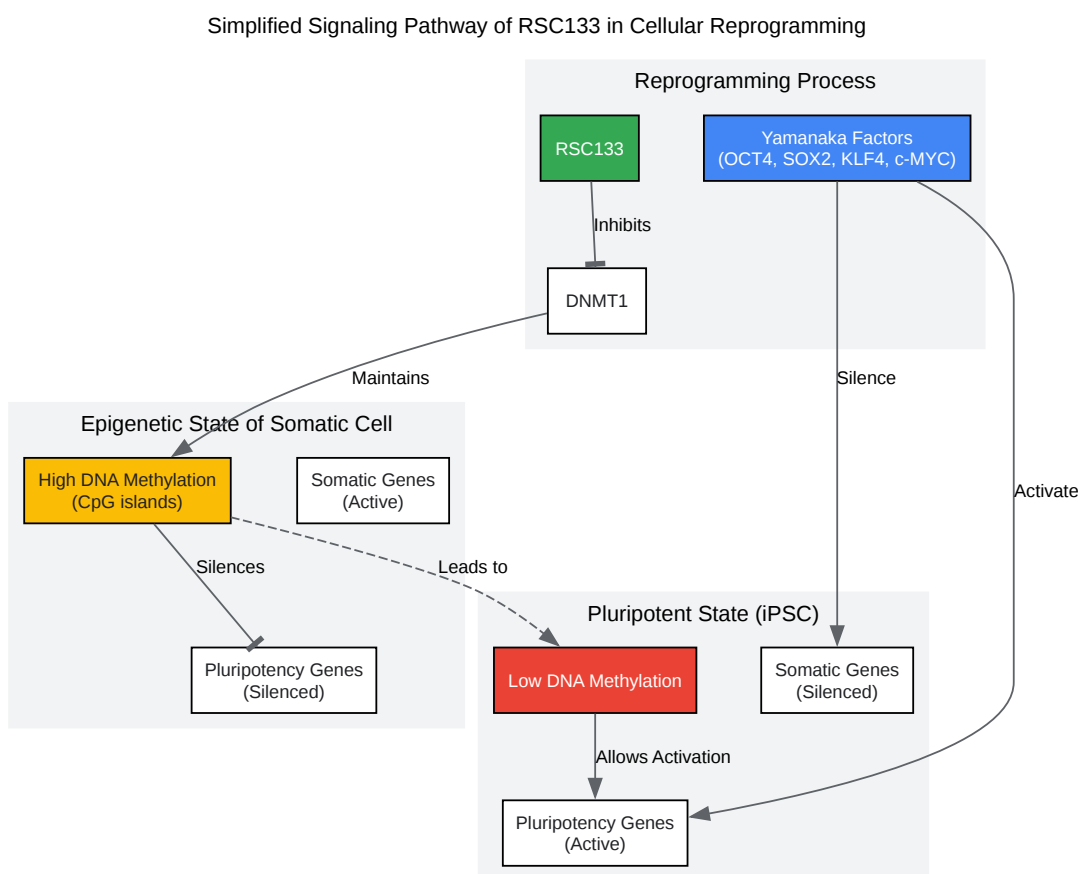 Simplified Signaling Pathway of RSC133 in Cellular Reprogramming
Reprogramming Process
RSC133
Yamanaka Factors
(OCT4, SOX2, KLF4, c-MYC)
Inhibits
DNMT1
Maintains
Silence
Epigenetic State of Somatic Cell
High DNA Methylation
(CpG islands)
Somatic Genes
(Active)
Activate
Silences
Leads to
Pluripotent State (iPSC)
Pluripotency Genes
(Silenced)
Low DNA Methylation
Somatic Genes
(Silenced)
Allows Activation
Pluripotency Genes
(Active)